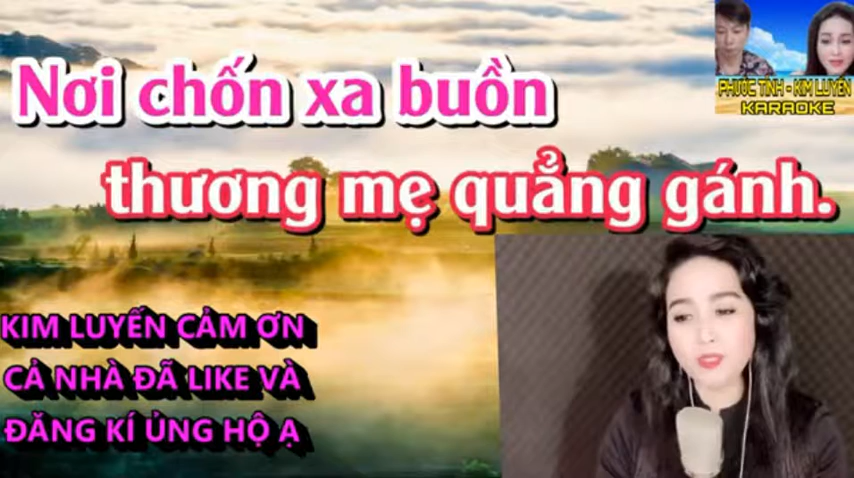 Nơi chốn xa buồn
thương mẹ quảng gánh.
PHƯỚC TÌNH - KIM LUYẾN
KARAOKE
KIM LUYẾN CẢM ƠN
CẢ NHÀ ĐÃ LIKE VÀ
ĐĂNG KÍ ỦNG HỘ Ạ